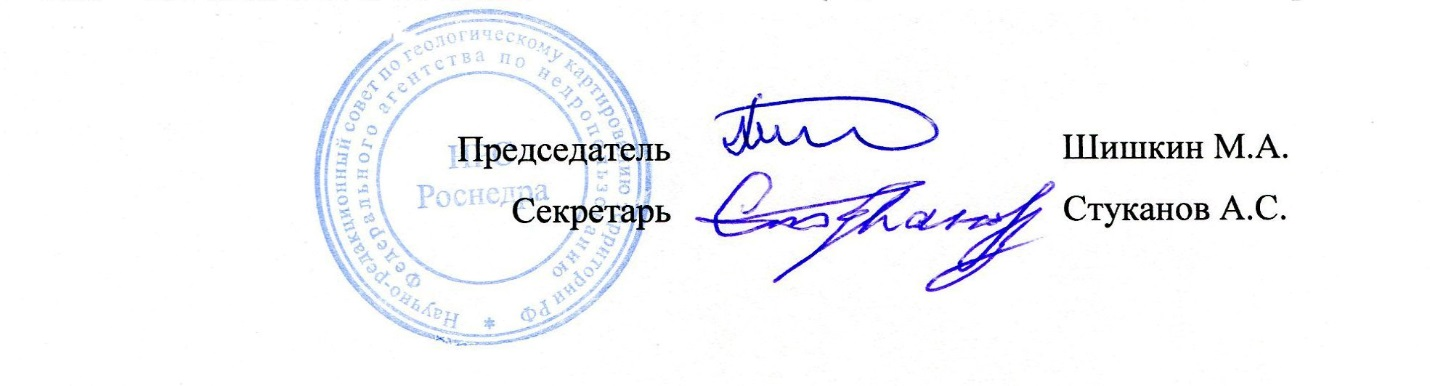 Научно-редакционный совет по геологическому картированию территории РФ *
Федерального агентства по недропользованию
НРС
Роснедра
Председатель Шишкин М.А.
Секретарь Стуканов А.С.